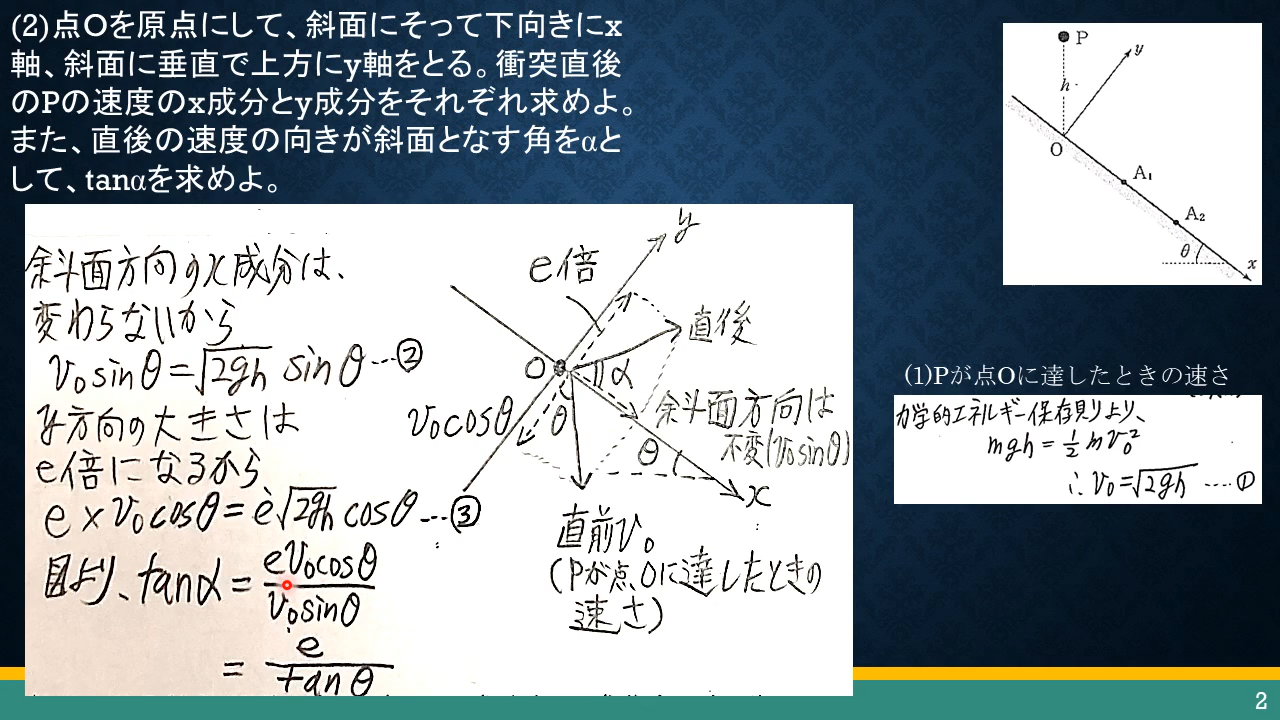 (2)点Oを原点にして、斜面にそって下向きにx
軸、斜面に垂直で上方にy軸をとる。衝突直後
のPの速度のx成分とy成分をそれぞれ求めよ。
また、直後の速度の向きが斜面となす角をαと
して、tanαを求めよ。
斜面方向のx成分は、
変わらないから
v₀sinθ=√2gh sinθ…②
y方向の大きさは
e倍になるから
e×v₀cosθ=e√2gh cosθ…③
図より、tanα=ev₀cosθ/v₀sinθ
=e/tanθ
y
e倍
直後
O
α
θ
v₀cosθ
斜面方向は
不変(v₀sinθ)
θ
x
直前v₀
(Pが点Oに達したときの
速さ)
P
y
h
O
A₁
A₂
θ
x
(1)Pが点Oに達したときの速さ
力学的エネルギー保存則より、
mgh=½mv₀²
∴v₀=√2gh ……①
2